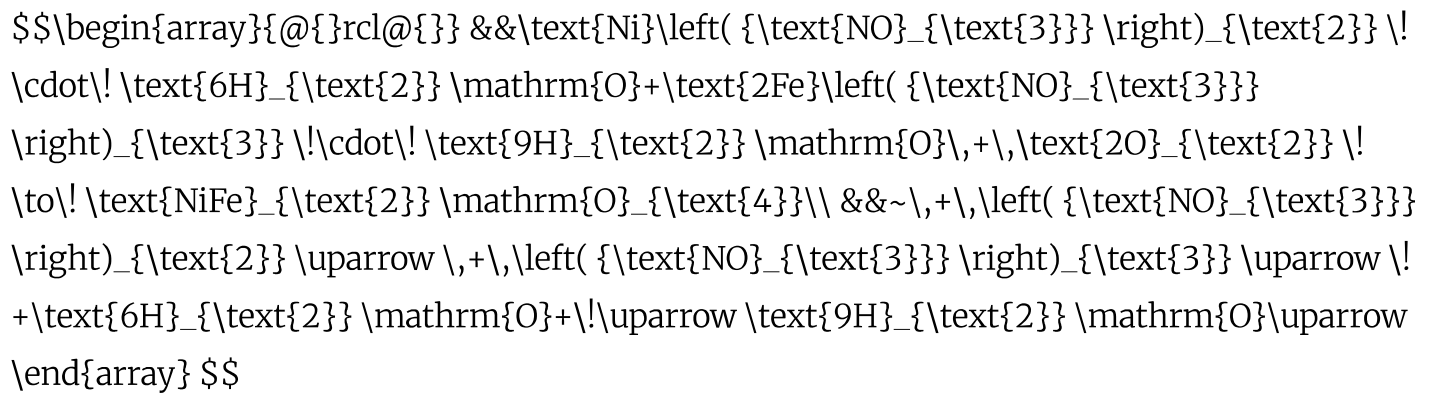 $$\begin{array}{@{}rcl@{}} &&\text{Ni}\left( {\text{NO}_{\text{3}}} \right)_{\text{2}} \!
\cdot\! \text{6H}_{\text{2}} \mathrm{O}+\text{2Fe}\left( {\text{NO}_{\text{3}}}
\right)_{\text{3}} \!\cdot\! \text{9H}_{\text{2}} \mathrm{O}\,+\,\text{2O}_{\text{2}} \!
\to\! \text{NiFe}_{\text{2}} \mathrm{O}_{\text{4}}\\ &&~\,+\,\left( {\text{NO}_{\text{3}}}
\right)_{\text{2}} \uparrow \,+\,\left( {\text{NO}_{\text{3}}} \right)_{\text{3}} \uparrow \!
+\text{6H}_{\text{2}} \mathrm{O}+\!\uparrow \text{9H}_{\text{2}} \mathrm{O}\uparrow
\end{array} $$